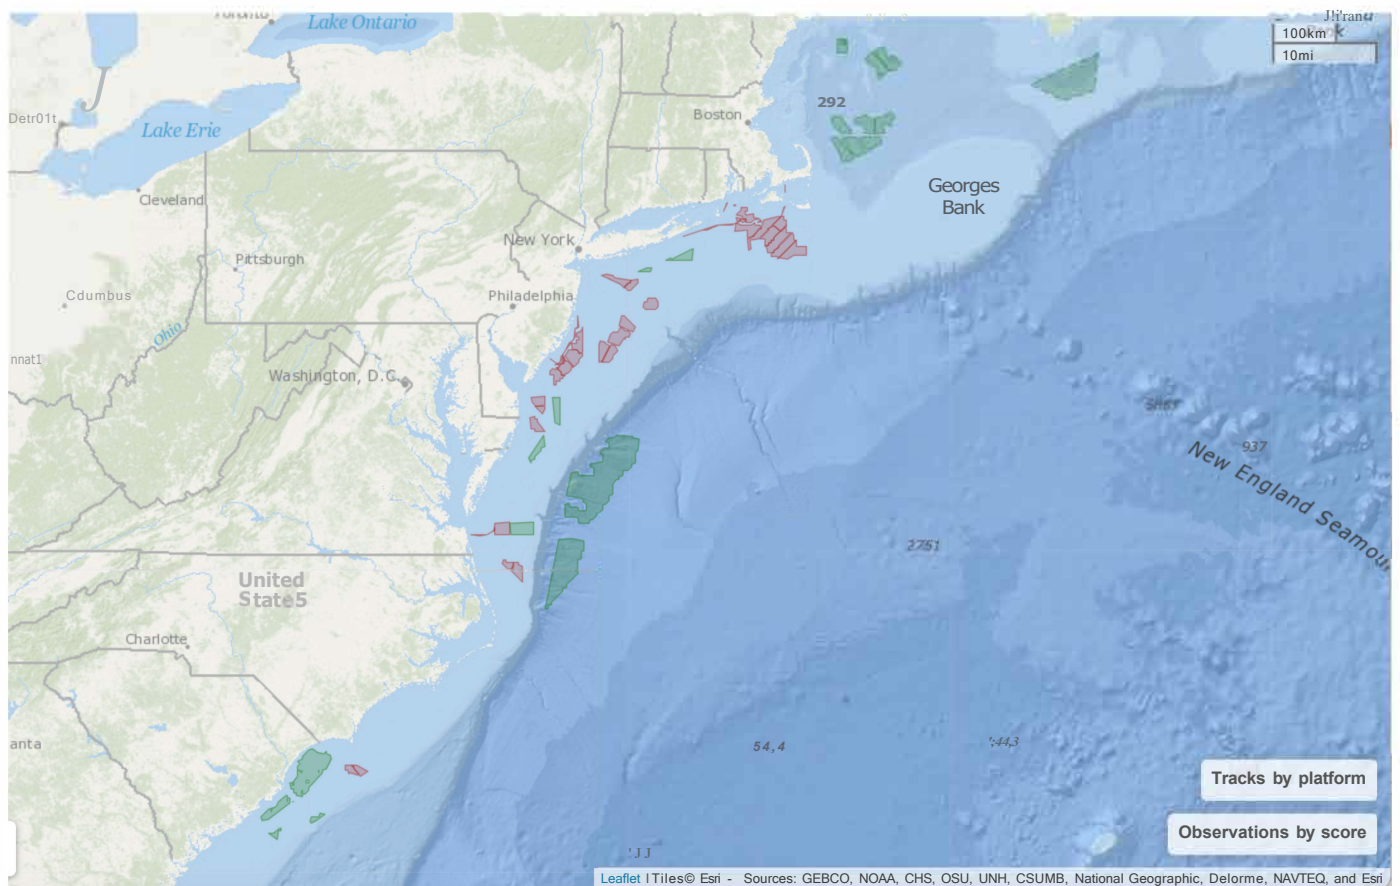 Toronto
Lake Ontario
100km
10mi
292
Detr01t
Boston
Lake Erie
Georges
Bank
Cleveland
New York
Pittsburgh
Cdumbus
Philadelphia
Ohio
nnat1
Washington, D.C.
937
New England Seamou
2751
United
State5
Charlotte
anta
54,4
Tracks by platform
Observations by score
' J J
Leaflet | Tiles© Esri - Sources: GEBCO, NOAA, CHS, OSU, UNH, CSUMB, National Geographic, Delorme, NAVTEQ, and Esri